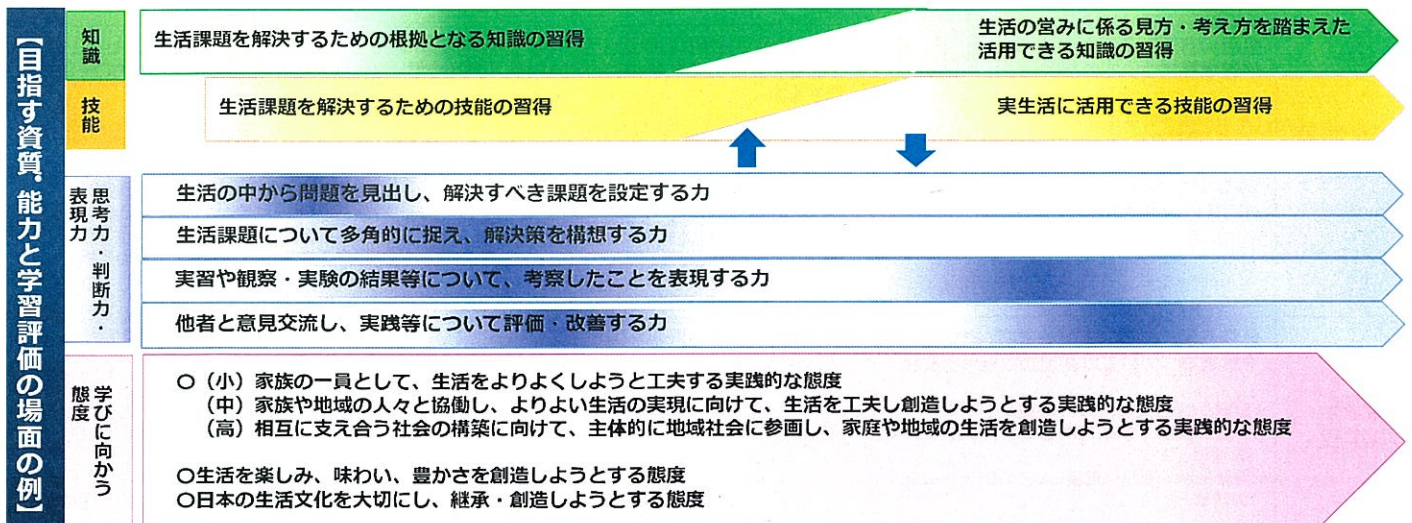 【目指す資質・能力と学習評価の場面の例】
知識
生活課題を解決するための根拠となる知識の習得
生活の営みに係る見方・考え方を踏まえた
活用できる知識の習得
技能
生活課題を解決するための技能の習得
実生活に活用できる技能の習得
思考力・判断力・
表現力
生活の中から問題を見出し、解決すべき課題を設定する力
生活課題について多角的に捉え、解決策を構想する力
実習や観察・実験の結果等について、考察したことを表現する力
他者と意見交流し、実践等について評価・改善する力
学びに向かう
態度
○（小）家族の一員として、生活をよりよくしようと工夫する実践的な態度
（中）家族や地域の人々と協働し、よりよい生活の実現に向けて、生活を工夫し創造しようとする実践的な態度
（高）相互に支え合う社会の構築に向けて、主体的に地域社会に参画し、家庭や地域の生活を創造しようとする実践的な態度
○生活を楽しみ、味わい、豊かさを創造しようとする態度
○日本の生活文化を大切にし、継承・創造しようとする態度